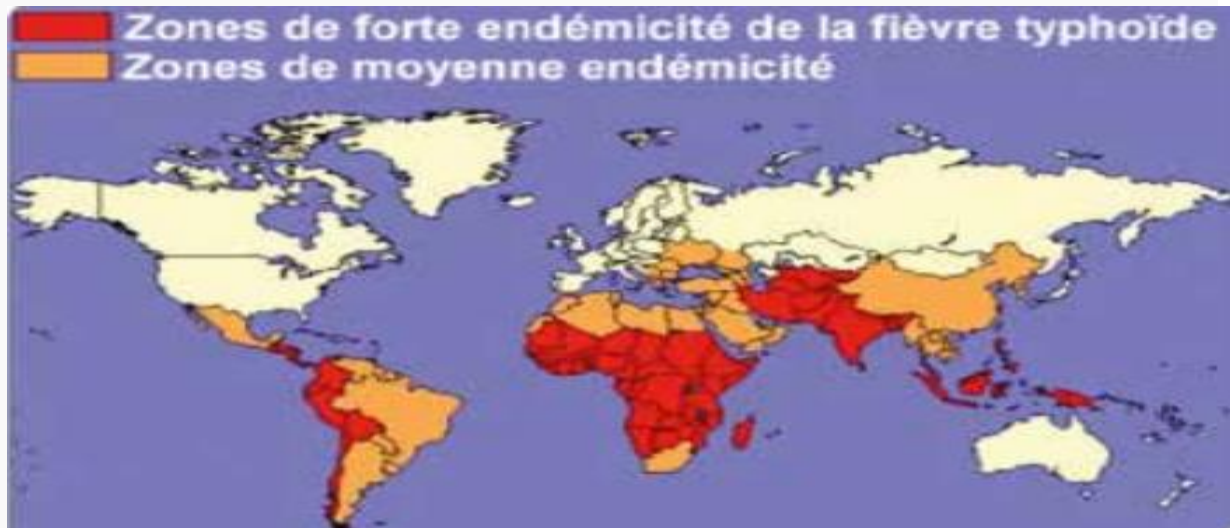 Zones de forte endémicité de la fièvre typhoïde
Zones de moyenne endémicité